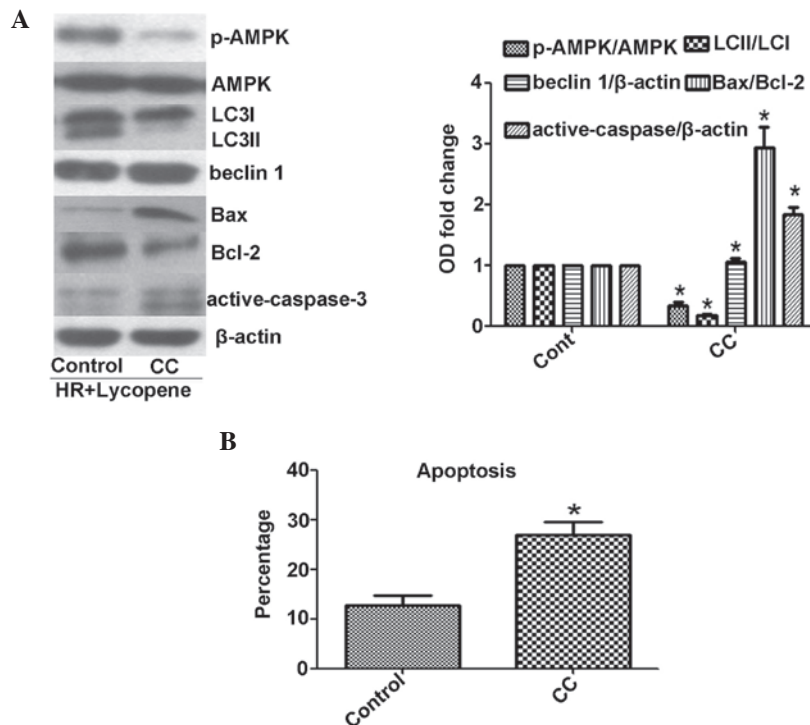 A
p-AMPK
AMPK
LC3I
LC3II
beclin 1
Bax
Bcl-2
active-caspase-3
β-actin
Control CC
HR+Lycopene
p-AMPK/AMPK LCII/LCI
beclin 1/β-actin Bax/Bcl-2
active-caspase/β-actin
OD fold change
4
3
2
1
0
* * * * *
Cont CC
B
Apoptosis
Percentage
40
30
20
10
0
*
Control CC